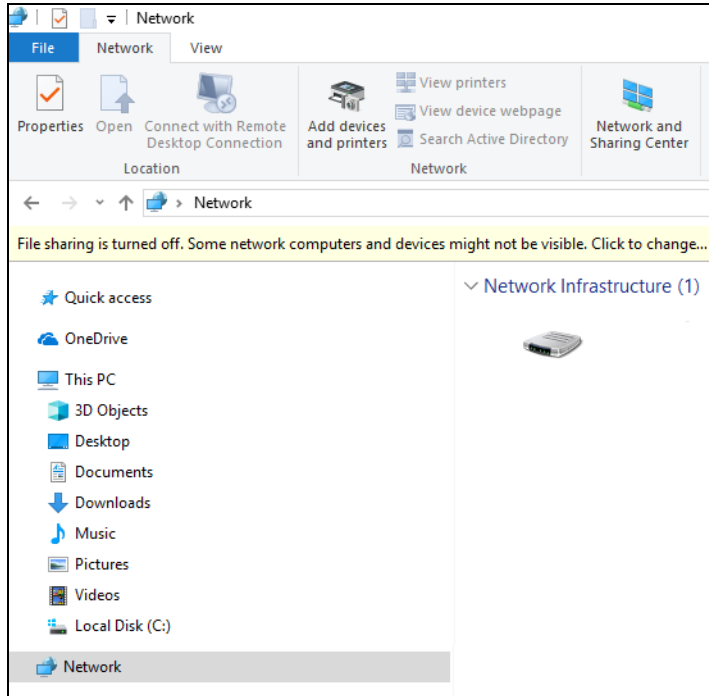 Network
File Network View
Properties Open Connect with Remote Desktop Connection Add devices and printers View printers
View device webpage
Search Active Directory Network and Sharing Center
Location Network
Network
File sharing is turned off. Some network computers and devices might not be visible. Click to change...
Quick access
Network Infrastructure (1)
OneDrive
This PC
3D Objects
Desktop
Documents
Downloads
Music
Pictures
Videos
Local Disk (C:)
Network